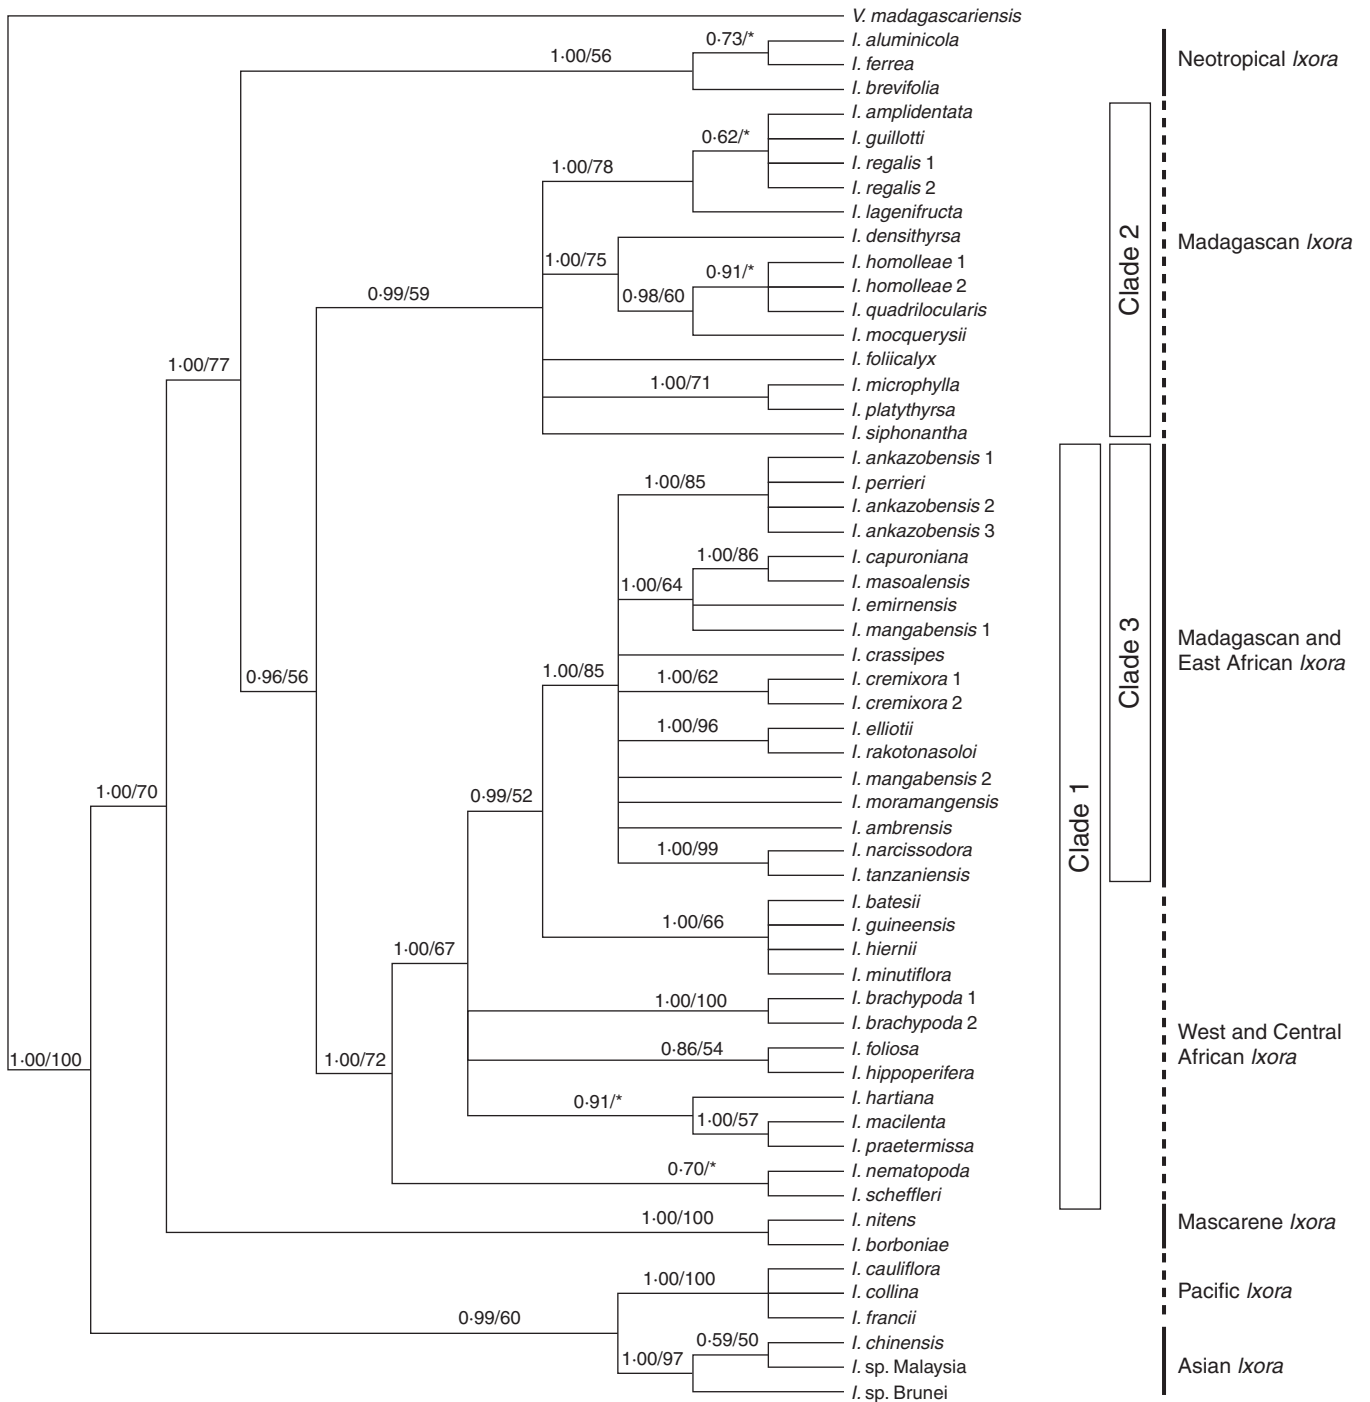 V. madagascariensis
0·73/*
I. aluminicola
1·00/56
I. ferrea
Neotropical Ixora
I. brevifolia
I. amplidentata
0·62/*
I. guillotti
1·00/78
I. regalis 1
I. regalis 2
I. lagenifructa
I. densithyrsa
Madagascan Ixora
Clade 2
1·00/75
I. homolleae 1
0·91/*
I. homolleae 2
0·99/59
0·98/60
I. quadrilocularis
I. mocquerysii
1·00/77
I. foliicalyx
1·00/71
I. microphylla
I. platythyrsa
I. siphonantha
I. ankazobensis 1
1·00/85
I. perrieri
I. ankazobensis 2
I. ankazobensis 3
1·00/86
I. capuroniana
1·00/64
I. masoalensis
I. emirnensis
I. mangabensis 1
Madagascan and
East African Ixora
Clade 3
I. crassipes
0·96/56
1.00/85
1·00/62
I. cremixora 1
I. cremixora 2
1·00/96
I. elliotii
I. rakotonasoloi
I. mangabensis 2
1·00/70
0·99/52
I. moramangensis
Clade 1
I. ambrensis
1·00/99
I. narcissodora
I. tanzaniensis
I. batesii
1·00/66
I. guineensis
1·00/67
I. hiernii
I. minutiflora
1·00/100
I. brachypoda 1
I. brachypoda 2
West and Central
African Ixora
1·00/100
1·00/72
0·86/54
I. foliosa
I. hippoperifera
0·91/*
I. hartiana
1·00/57
I. macilenta
I. praetermissa
0·70/*
I. nematopoda
I. scheffleri
1·00/100
I. nitens
Mascarene Ixora
I. borboniae
1·00/100
I. cauliflora
I. collina
Pacific Ixora
0·99/60
I. francii
0·59/50
I. chinensis
1·00/97
I. sp. Malaysia
Asian Ixora
I. sp. Brunei